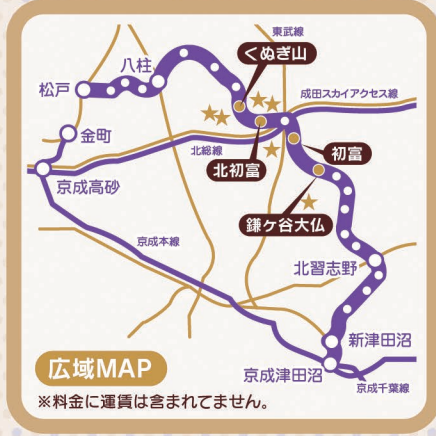 東武線
くぬぎ山
八柱
松戸
成田スカイアクセス線
金町
北総線
初富
北初富
京成高砂
鎌ヶ谷大仏
京成本線
北習志野
新津田沼
広域MAP
京成津田沼
京成千葉線
※料金に運賃は含まれてません。